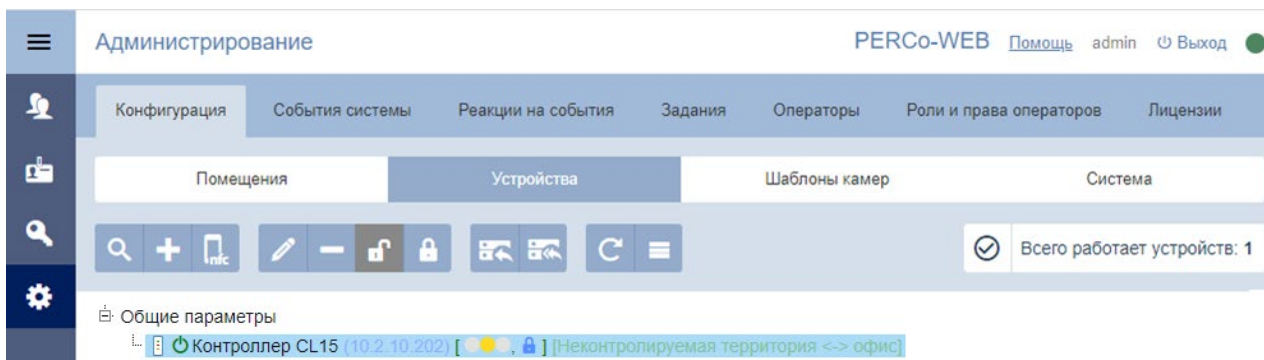 Администрирование
PERCo-WEB Помощь admin Выход
Конфигурация События системы Реакции на события Задания Операторы Роли и права операторов Лицензии
Помещения Устройства Шаблоны камер Система
nfc
Всего работает устройств: 1
Общие параметры
Контроллер CL15 (10.2.10.202) [ , ] [Неконтролируемая территория <-> офис]